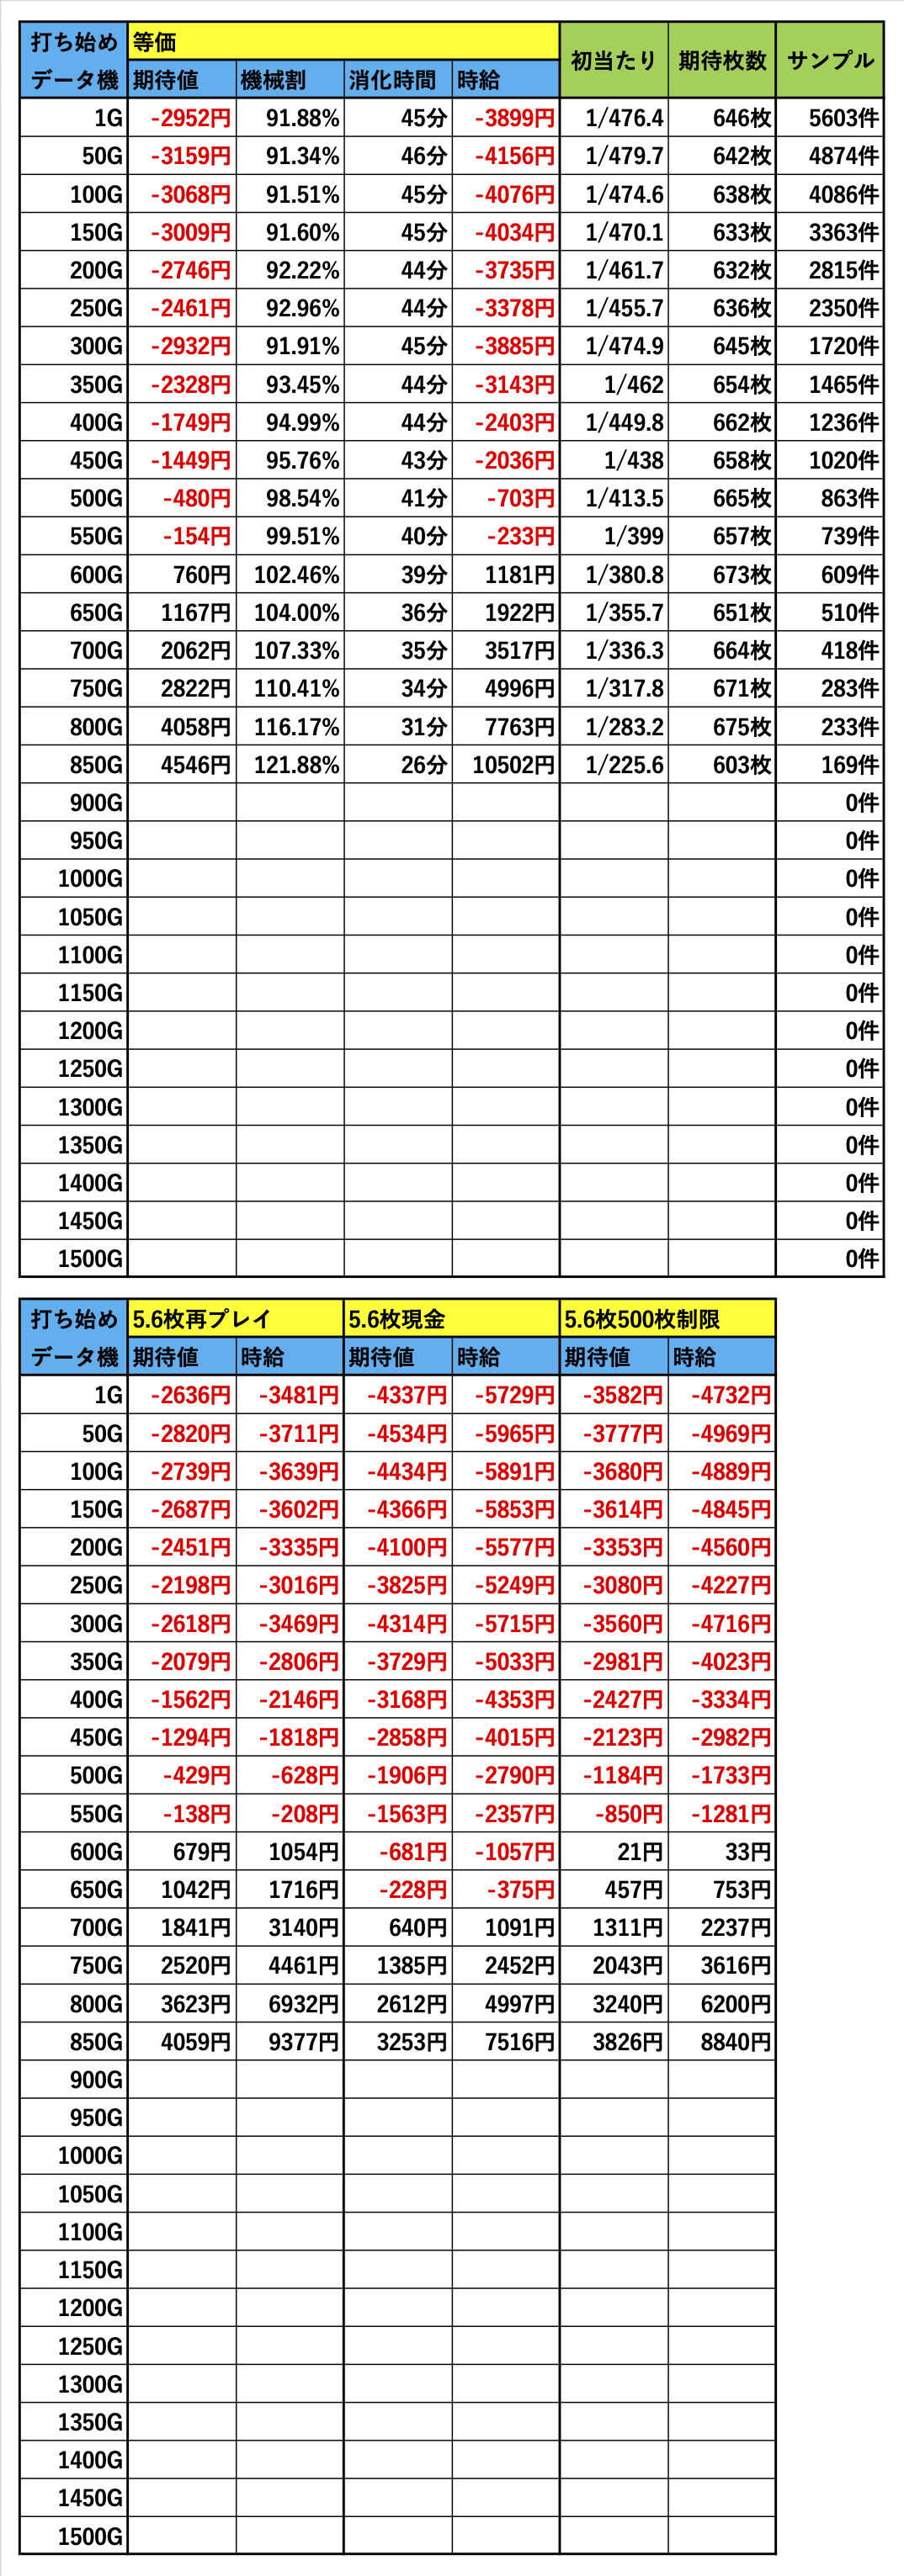 打ち始め 等価 初当たり 期待枚数 サンプル
データ機 期待値 機械割 消化時間 時給
1G -2952円 91.88% 45分 -3899円 1/476.4 646枚 5603件
50G -3159円 91.34% 46分 -4156円 1/479.7 642枚 4874件
100G -3068円 91.51% 45分 -4076円 1/474.6 638枚 4086件
150G -3009円 91.60% 45分 -4034円 1/470.1 633枚 3363件
200G -2746円 92.22% 44分 -3735円 1/461.7 632枚 2815件
250G -2461円 92.96% 44分 -3378円 1/455.7 636枚 2350件
300G -2932円 91.91% 45分 -3885円 1/474.9 645枚 1720件
350G -2328円 93.45% 44分 -3143円 1/462 654枚 1465件
400G -1749円 94.99% 44分 -2403円 1/449.8 662枚 1236件
450G -1449円 95.76% 43分 -2036円 1/438 658枚 1020件
500G -480円 98.54% 41分 -703円 1/413.5 665枚 863件
550G -154円 99.51% 40分 -233円 1/399 657枚 739件
600G 760円 102.46% 39分 1181円 1/380.8 673枚 609件
650G 1167円 104.00% 36分 1922円 1/355.7 651枚 510件
700G 2062円 107.33% 35分 3517円 1/336.3 664枚 418件
750G 2822円 110.41% 34分 4996円 1/317.8 671枚 283件
800G 4058円 116.17% 31分 7763円 1/283.2 675枚 233件
850G 4546円 121.88% 26分 10502円 1/225.6 603枚 169件
900G 0件
950G 0件
1000G 0件
1050G 0件
1100G 0件
1150G 0件
1200G 0件
1250G 0件
1300G 0件
1350G 0件
1400G 0件
1450G 0件
1500G 0件
打ち始め 5.6枚再プレイ 5.6枚現金 5.6枚500枚制限
データ機 期待値 時給 期待値 時給 期待値 時給
1G -2636円 -3481円 -4337円 -5729円 -3582円 -4732円
50G -2820円 -3711円 -4534円 -5965円 -3777円 -4969円
100G -2739円 -3639円 -4434円 -5891円 -3680円 -4889円
150G -2687円 -3602円 -4366円 -5853円 -3614円 -4845円
200G -2451円 -3335円 -4100円 -5577円 -3353円 -4560円
250G -2198円 -3016円 -3825円 -5249円 -3080円 -4227円
300G -2618円 -3469円 -4314円 -5715円 -3560円 -4716円
350G -2079円 -2806円 -3729円 -5033円 -2981円 -4023円
400G -1562円 -2146円 -3168円 -4353円 -2427円 -3334円
450G -1294円 -1818円 -2858円 -4015円 -2123円 -2982円
500G -429円 -628円 -1906円 -2790円 -1184円 -1733円
550G -138円 -208円 -1563円 -2357円 -850円 -1281円
600G 679円 1054円 -681円 -1057円 21円 33円
650G 1042円 1716円 -228円 -375円 457円 753円
700G 1841円 3140円 640円 1091円 1311円 2237円
750G 2520円 4461円 1385円 2452円 2043円 3616円
800G 3623円 6932円 2612円 4997円 3240円 6200円
850G 4059円 9377円 3253円 7516円 3826円 8840円
900G
950G
1000G
1050G
1100G
1150G
1200G
1250G
1300G
1350G
1400G
1450G
1500G